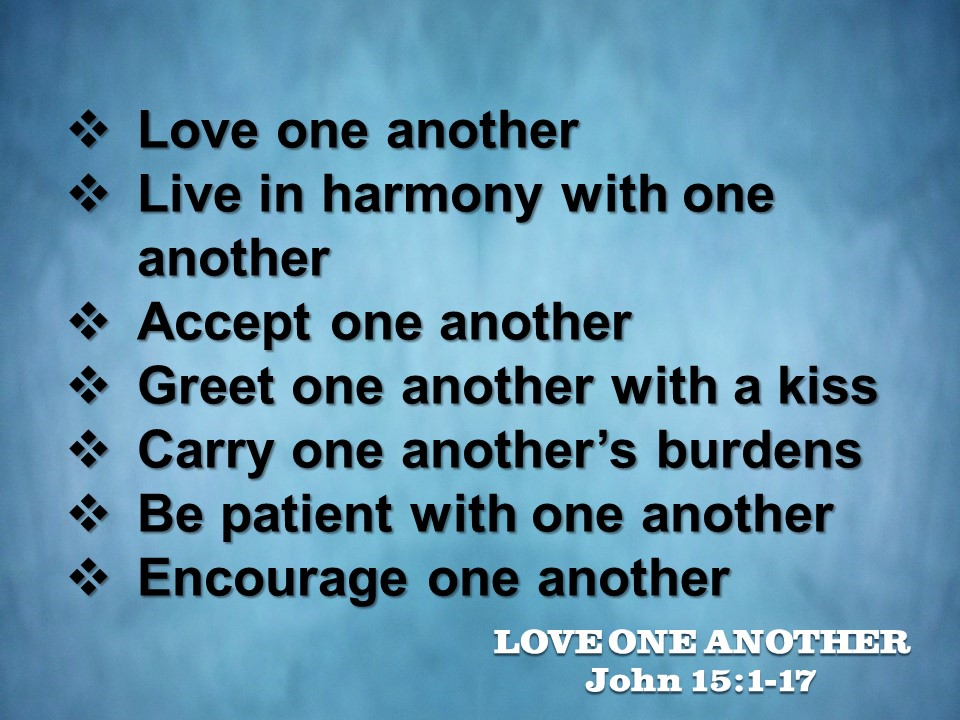 ❖ Love one another
❖ Live in harmony with one
another
❖ Accept one another
❖ Greet one another with a kiss
❖ Carry one another’s burdens
❖ Be patient with one another
❖ Encourage one another
LOVE ONE ANOTHER
John 15:1-17